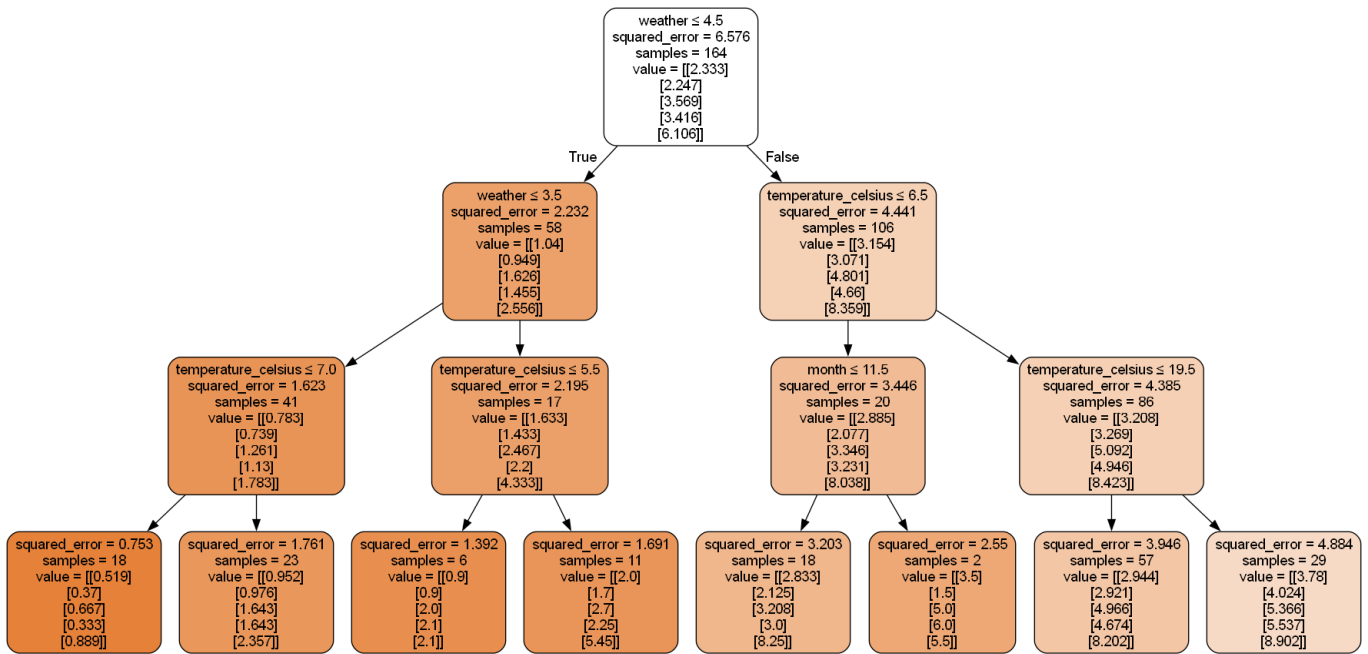 weather ≤ 4.5
squared_error = 6.576
samples = 164
value = [[2.333]
[2.247]
[3.569]
[3.416]
[6.106]]
True
False
weather ≤ 3.5
squared_error = 2.232
samples = 58
value = [[1.04]
[0.949]
[1.626]
[1.455]
[2.556]]
temperature_celsius ≤ 6.5
squared_error = 4.441
samples = 106
value = [[3.154]
[3.071]
[4.801]
[4.66]
[8.359]]
temperature_celsius ≤ 7.0
squared_error = 1.623
samples = 41
value = [[0.783]
[0.739]
[1.261]
[1.13]
[1.783]]
temperature_celsius ≤ 5.5
squared_error = 2.195
samples = 17
value = [[1.633]
[1.433]
[2.467]
[2.2]
[4.333]]
month ≤ 11.5
squared_error = 3.446
samples = 20
value = [[2.885]
[2.077]
[3.346]
[3.231]
[8.038]]
temperature_celsius ≤ 19.5
squared_error = 4.385
samples = 86
value = [[3.208]
[3.269]
[5.092]
[4.946]
[8.423]]
squared_error = 0.753
samples = 18
value = [[0.519]
[0.37]
[0.667]
[0.333]
[0.889]]
squared_error = 1.761
samples = 23
value = [[0.952]
[0.976]
[1.643]
[1.643]
[2.357]]
squared_error = 1.392
samples = 6
value = [[0.9]
[0.9]
[2.0]
[2.1]
[2.1]]
squared_error = 1.691
samples = 11
value = [[2.0]
[1.7]
[2.7]
[2.25]
[5.45]]
squared_error = 3.203
samples = 18
value = [[2.833]
[2.125]
[3.208]
[3.0]
[8.25]]
squared_error = 2.55
samples = 2
value = [[3.5]
[1.5]
[5.0]
[6.0]
[5.5]]
squared_error = 3.946
samples = 57
value = [[2.944]
[2.921]
[4.966]
[4.674]
[8.202]]
squared_error = 4.884
samples = 29
value = [[3.78]
[4.024]
[5.366]
[5.537]
[8.902]]